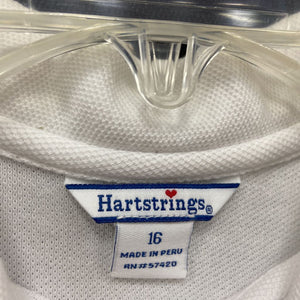 Hartstrings®
16
MADE IN PERU
RN#57420